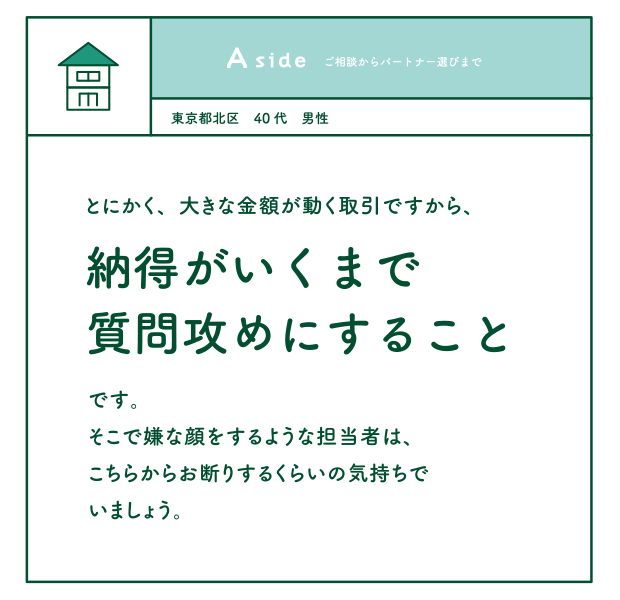 A side ご相談からパートナー選びまで
東京都北区 40代 男性
とにかく、大きな金額が動く取引ですから、
納得がいくまで
質問攻めにすること
です。
そこで嫌な顔をするような担当者は、
こちらからお断りするくらいの気持ちで
いましょう。